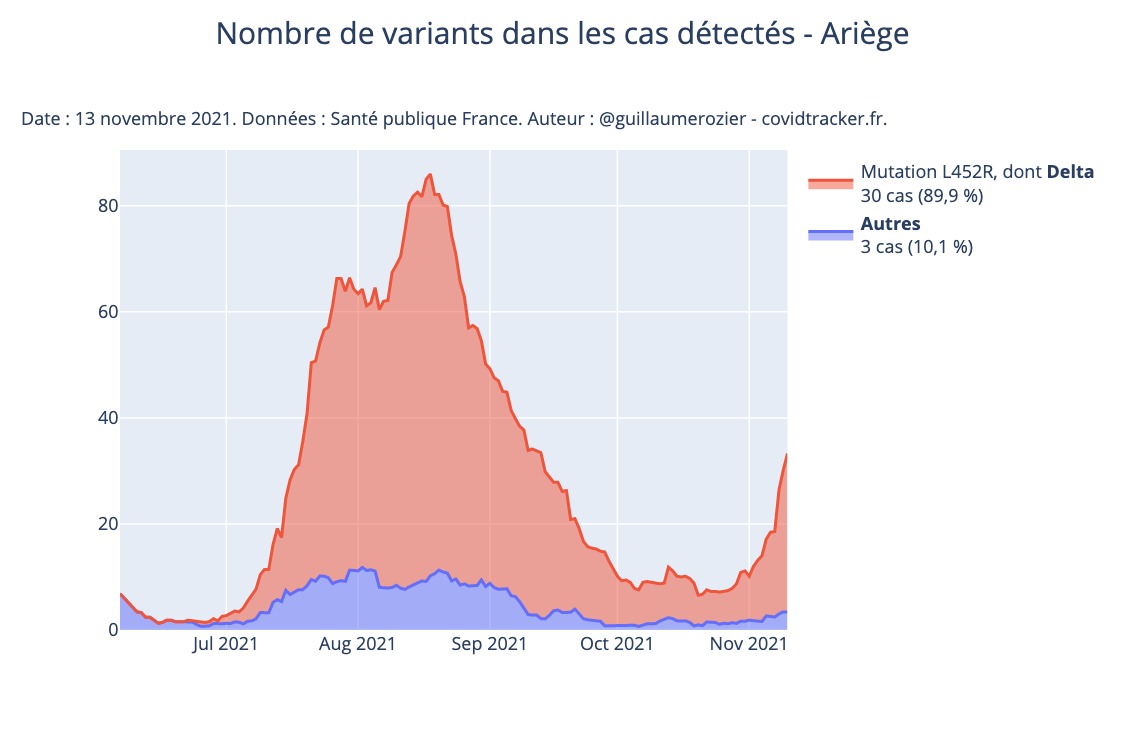 Nombre de variants dans les cas détectés - Ariège
Date : 13 novembre 2021. Données : Santé publique France. Auteur : @guillaumerozier - covidtracker.fr.
Mutation L452R, dont Delta
30 cas (89,9 %)
Autres
3 cas (10,1 %)
80
60
40
20
0
Jul 2021 Aug 2021 Sep 2021 Oct 2021 Nov 2021